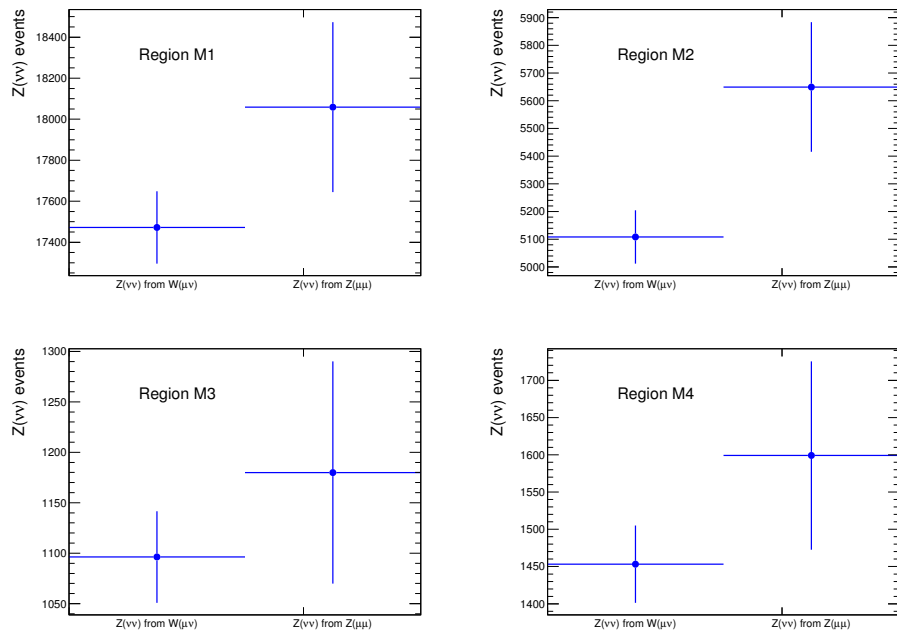 Z(νν) events
18400
18200
18000
17800
17600
17400
Region M1
Z(νν) from W(μν)
Z(νν) from Z(μμ)
Z(νν) events
5900
5800
5700
5600
5500
5400
5300
5200
5100
5000
Region M2
Z(νν) from W(μν)
Z(νν) from Z(μμ)
Z(νν) events
1300
1250
1200
1150
1100
1050
Region M3
Z(νν) from W(μν)
Z(νν) from Z(μμ)
Z(νν) events
1700
1650
1600
1550
1500
1450
1400
Region M4
Z(νν) from W(μν)
Z(νν) from Z(μμ)